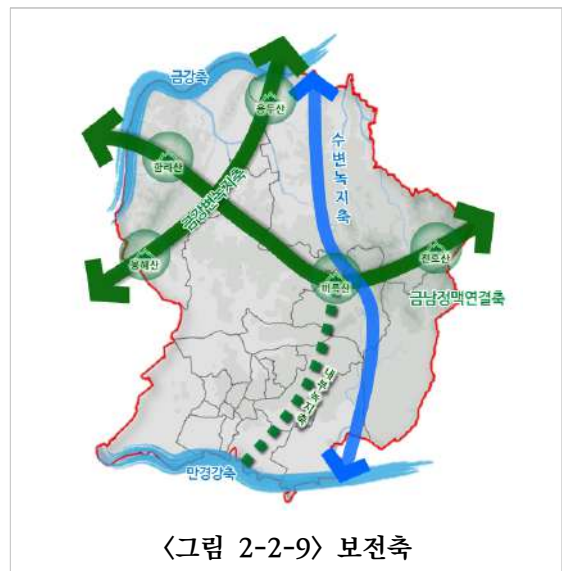 금강축
용두산
함라산
수변녹지축
금강변녹지축
봉해산
천호산
미륵산
금남정맥연결축
내부녹지축
만경강축
〈그림 2-2-9〉 보전축